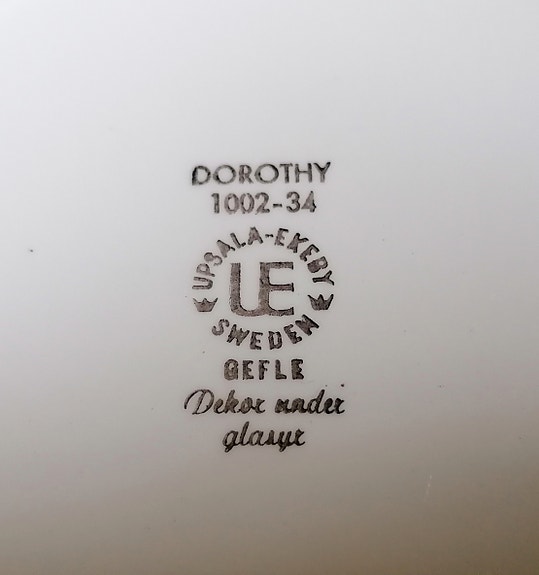 DOROTHY
1002-34
UPSALA-EKEBY
UE
SWEDEN
GEFLE
Dekor under
glasyr